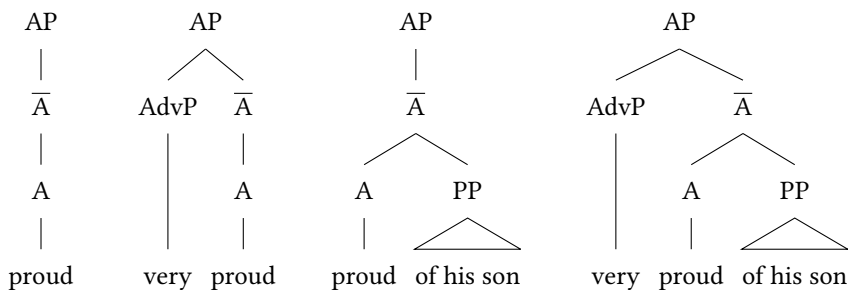 AP AP AP AP
A̅ AdvP A̅ A̅ AdvP A̅
A A A PP A PP
proud very proud proud of his son very proud of his son